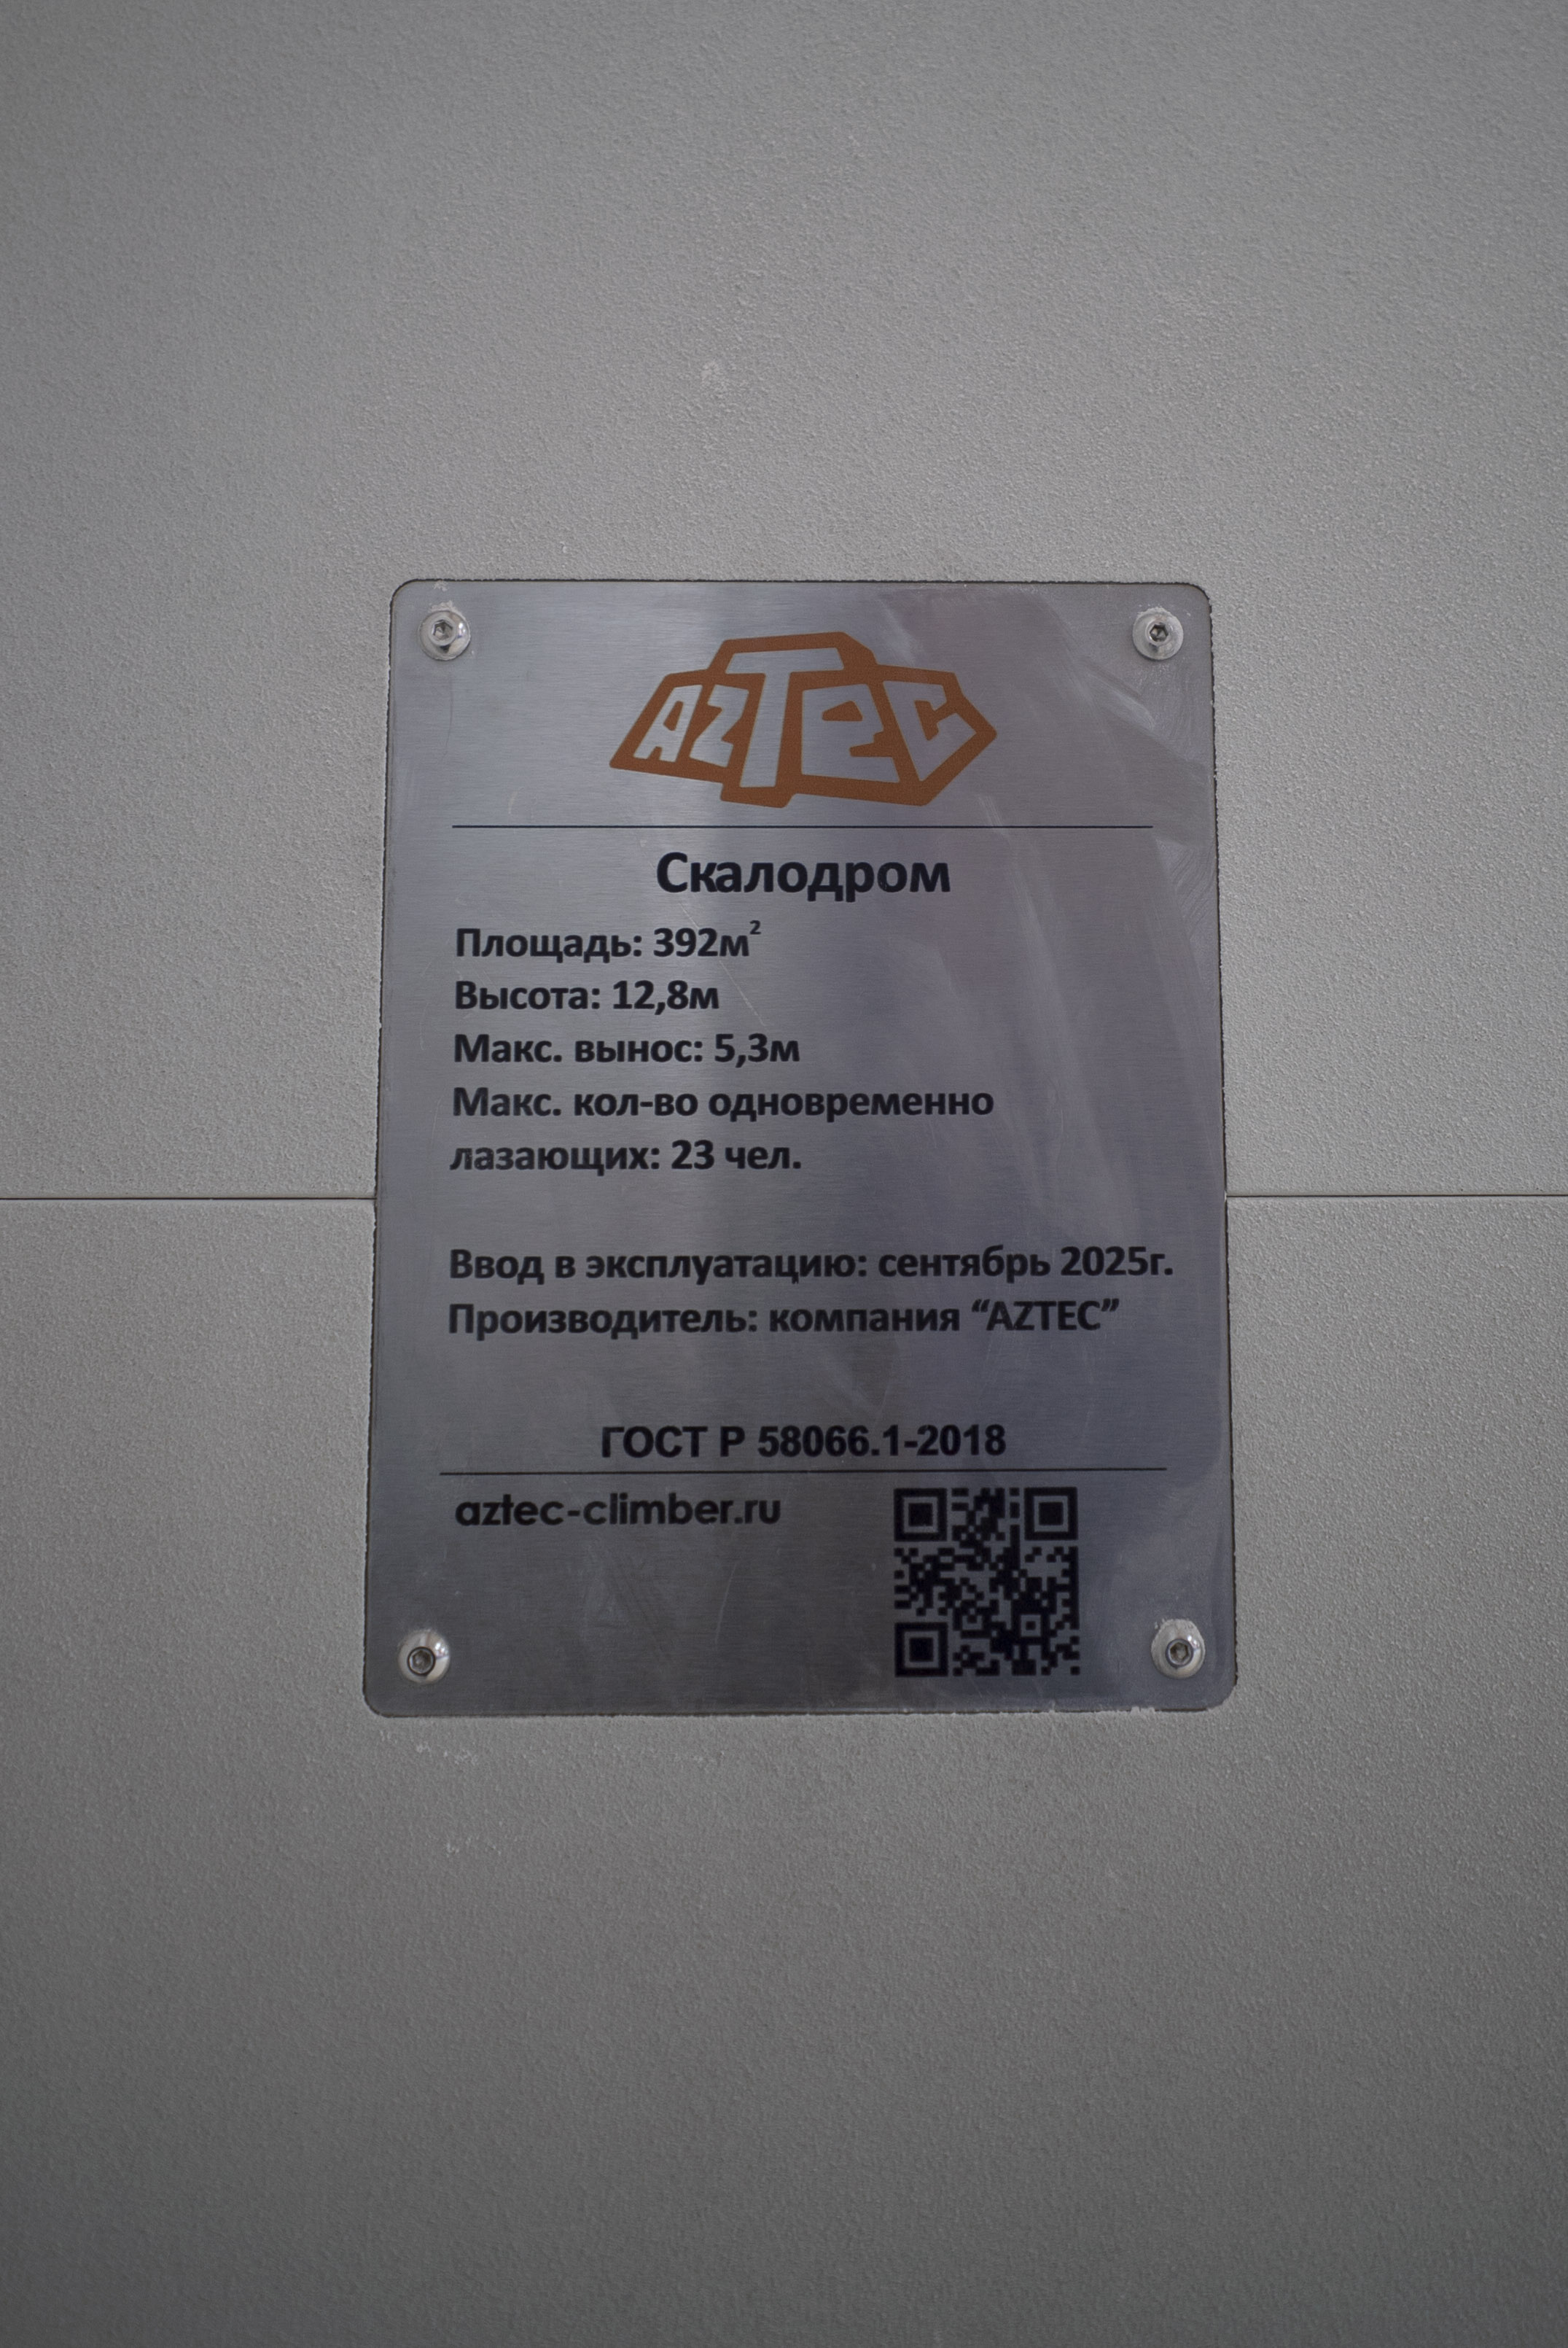 AZTEC
Скалодром
Площадь: 392м²
Высота: 12,8м
Макс. вынос: 5,3м
Макс. кол-во одновременно
лазающих: 23 чел.
Ввод в эксплуатацию: сентябрь 2025г.
Производитель: компания “AZTEC”
ГОСТ Р 58066.1-2018
aztec-climber.ru